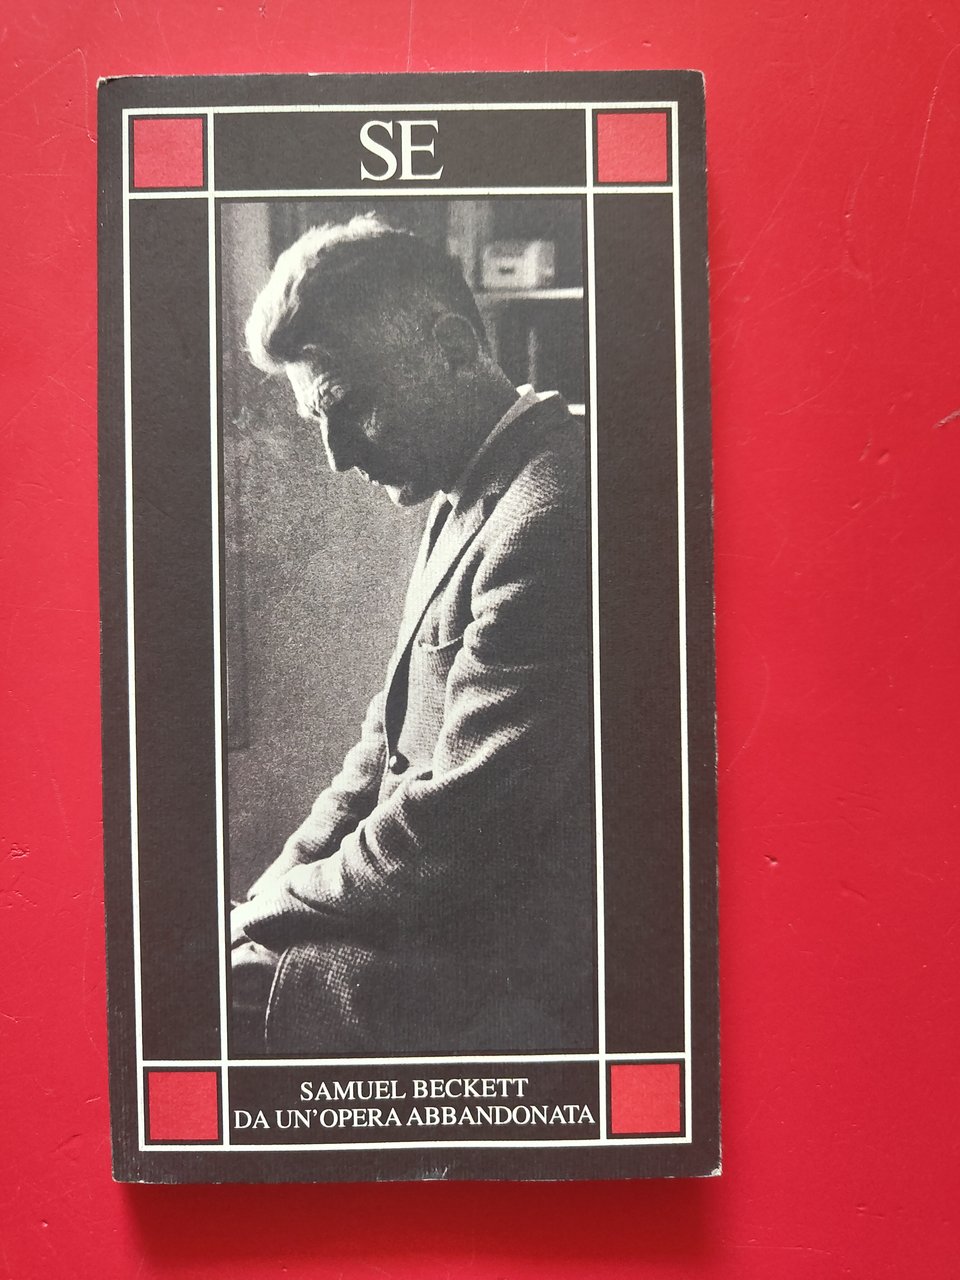 SE
SAMUEL BECKETT
DA UN'OPERA ABBANDONATA